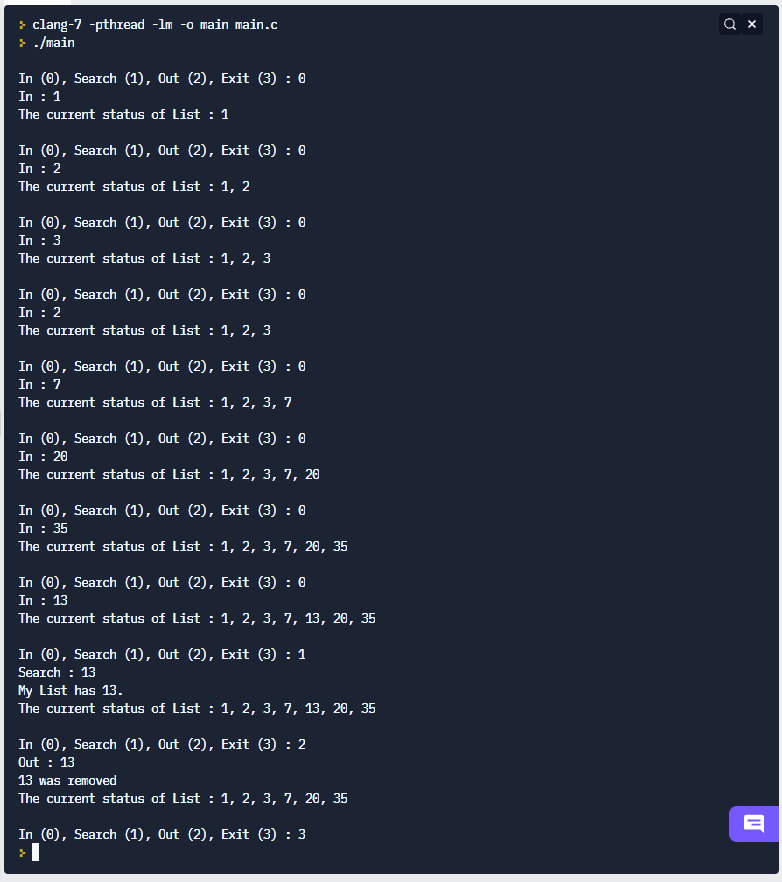 > clang-7 -pthread -lm -o main main.c
> ./main
In (0), Search (1), Out (2), Exit (3) : 0
In : 1
The current status of List : 1
In (0), Search (1), Out (2), Exit (3) : 0
In : 2
The current status of List : 1, 2
In (0), Search (1), Out (2), Exit (3) : 0
In : 3
The current status of List : 1, 2, 3
In (0), Search (1), Out (2), Exit (3) : 0
In : 2
The current status of List : 1, 2, 3
In (0), Search (1), Out (2), Exit (3) : 0
In : 7
The current status of List : 1, 2, 3, 7
In (0), Search (1), Out (2), Exit (3) : 0
In : 20
The current status of List : 1, 2, 3, 7, 20
In (0), Search (1), Out (2), Exit (3) : 0
In : 35
The current status of List : 1, 2, 3, 7, 20, 35
In (0), Search (1), Out (2), Exit (3) : 0
In : 13
The current status of List : 1, 2, 3, 7, 13, 20, 35
In (0), Search (1), Out (2), Exit (3) : 1
Search : 13
My List has 13.
The current status of List : 1, 2, 3, 7, 13, 20, 35
In (0), Search (1), Out (2), Exit (3) : 2
Out : 13
13 was removed
The current status of List : 1, 2, 3, 7, 20, 35
In (0), Search (1), Out (2), Exit (3) : 3
>